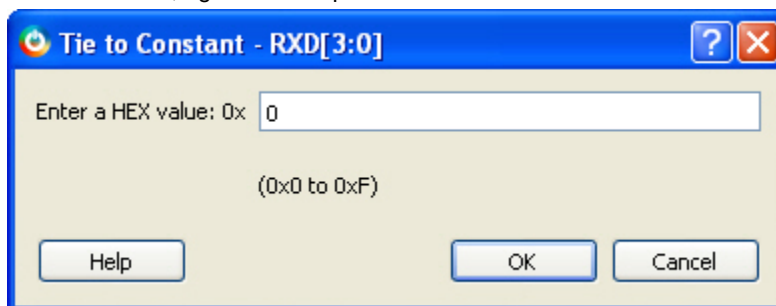 Tie to Constant - RXD[3:0]
Enter a HEX value: 0x 0
(0x0 to 0xF)
Help OK Cancel